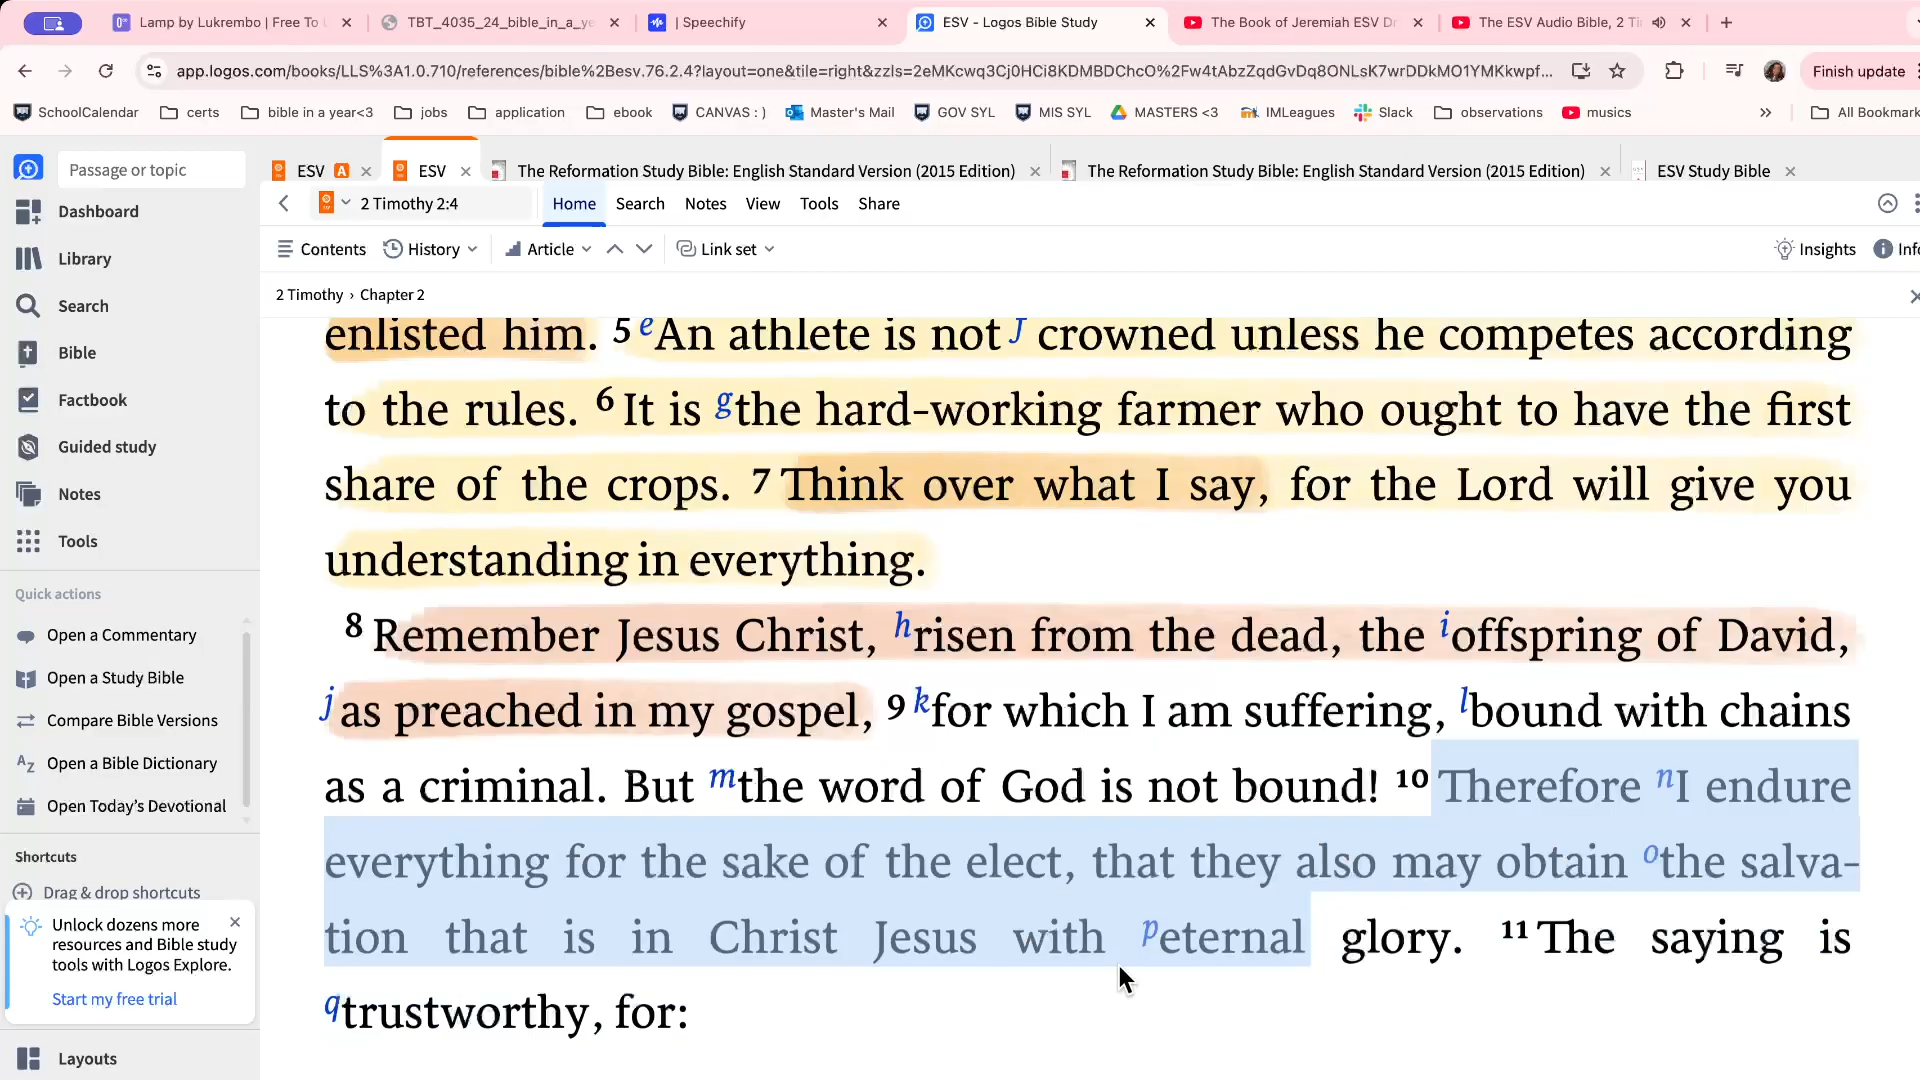 Lamp by Lukrembo | Free To U
TBT_4035_24_bible_in_a_ye
| Speechify
ESV - Logos Bible Study
The Book of Jeremiah ESV Dr
The ESV Audio Bible, 2 Ti
app.logos.com/books/LLS%3A1.0.710/references/bible%2Besv.76.2.4?layout=one&tile=right&zzls=2eMKcwq3Cj0HCi8KDMBDChcO%2Fw4tAbzZqdGvDq8ONLsK7wrDDkMO1YMKkwpf...
Finish update
SchoolCalendar
certs
bible in a year<3
jobs
application
ebook
CANVAS : )
Master's Mail
GOV SYL
MIS SYL
MASTERS <3
IMLeagues
Slack
observations
musics
»
All Bookmark
Passage or topic
ESV A
ESV
The Reformation Study Bible: English Standard Version (2015 Edition)
The Reformation Study Bible: English Standard Version (2015 Edition)
ESV Study Bible
2 Timothy 2:4
Home
Search
Notes
View
Tools
Share
Contents
History
Article
Link set
Insights
Info
2 Timothy › Chapter 2
Dashboard
Library
Search
Bible
Factbook
Guided study
Notes
Tools
Quick actions
Open a Commentary
Open a Study Bible
Compare Bible Versions
Open a Bible Dictionary
Open Today's Devotional
Shortcuts
Drag & drop shortcuts
Unlock dozens more
resources and Bible study
tools with Logos Explore.
Start my free trial
Layouts
enlisted him. 5 e An athlete is not f crowned unless he competes according
to the rules. 6 It is g the hard-working farmer who ought to have the first
share of the crops. 7 Think over what I say, for the Lord will give you
understanding in everything.
8 Remember Jesus Christ, h risen from the dead, the i offspring of David,
j as preached in my gospel, 9 k for which I am suffering, l bound with chains
as a criminal. But m the word of God is not bound! 10 Therefore n I endure
everything for the sake of the elect, that they also may obtain o the salva-
tion that is in Christ Jesus with p eternal glory. 11 The saying is
q trustworthy, for: